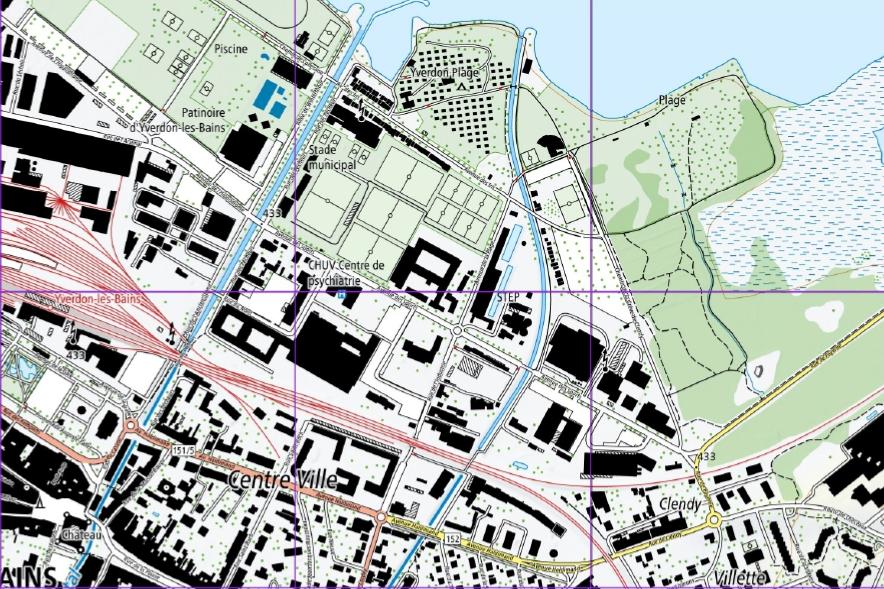 Piscine
Yverdon Plage
Plage
Patinoire
d'Yverdon-les-Bains
Stade
municipal
433
CHUV Centre de
psychiatrie
Yverdon-les-Bains
STEP
433
151/5
433
Centre Ville
Clendy
152
Château
AINS
Villette